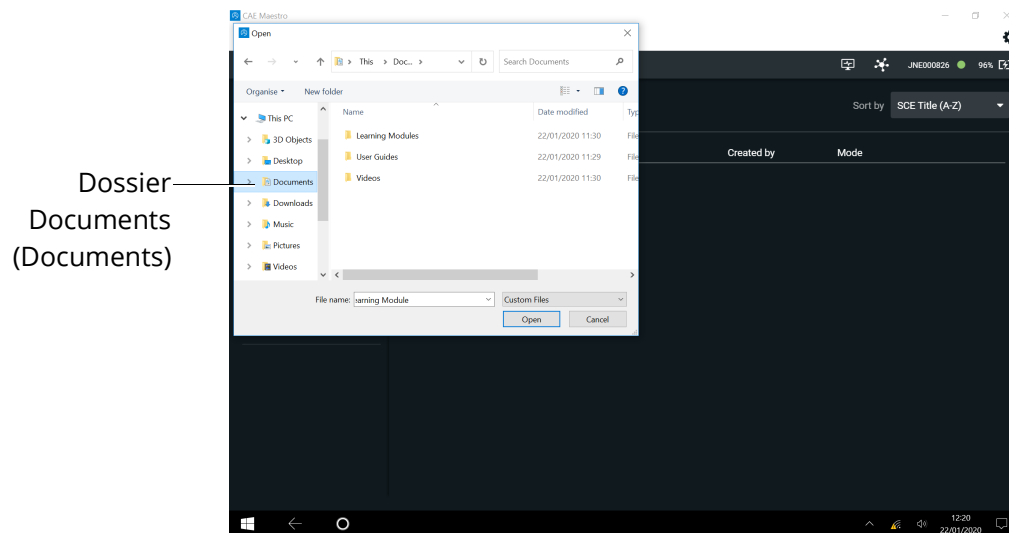 CAE Maestro
Open
This > Doc... >
Search Documents
JNE000826
96%
Organise
New folder
Sort by
SCE Title (A-Z)
Name
Date modified
Typ
This PC
3D Objects
Desktop
Documents
Downloads
Music
Pictures
Videos
Learning Modules
22/01/2020 11:30
File
User Guides
22/01/2020 11:29
File
Videos
22/01/2020 11:30
File
Created by
Mode
Dossier
Documents
(Documents)
File name:
earning Module
Custom Files
Open
Cancel
12:20
22/01/2020